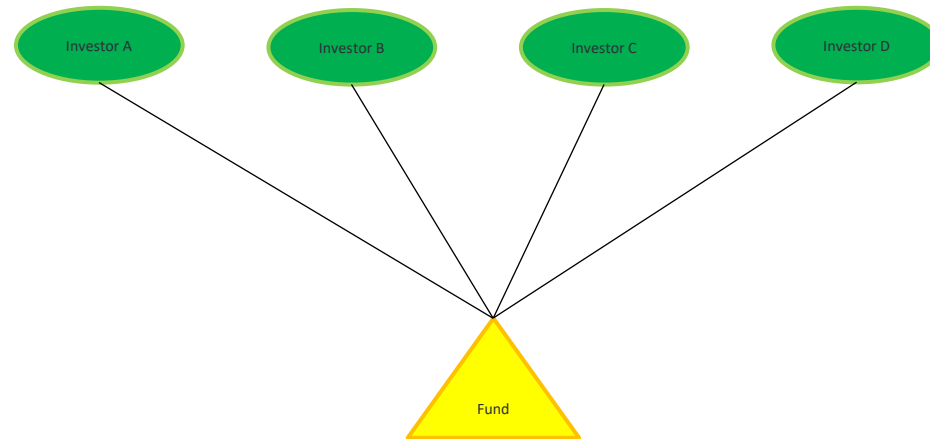 Investor A
Investor B
Investor C
Investor D
Fund